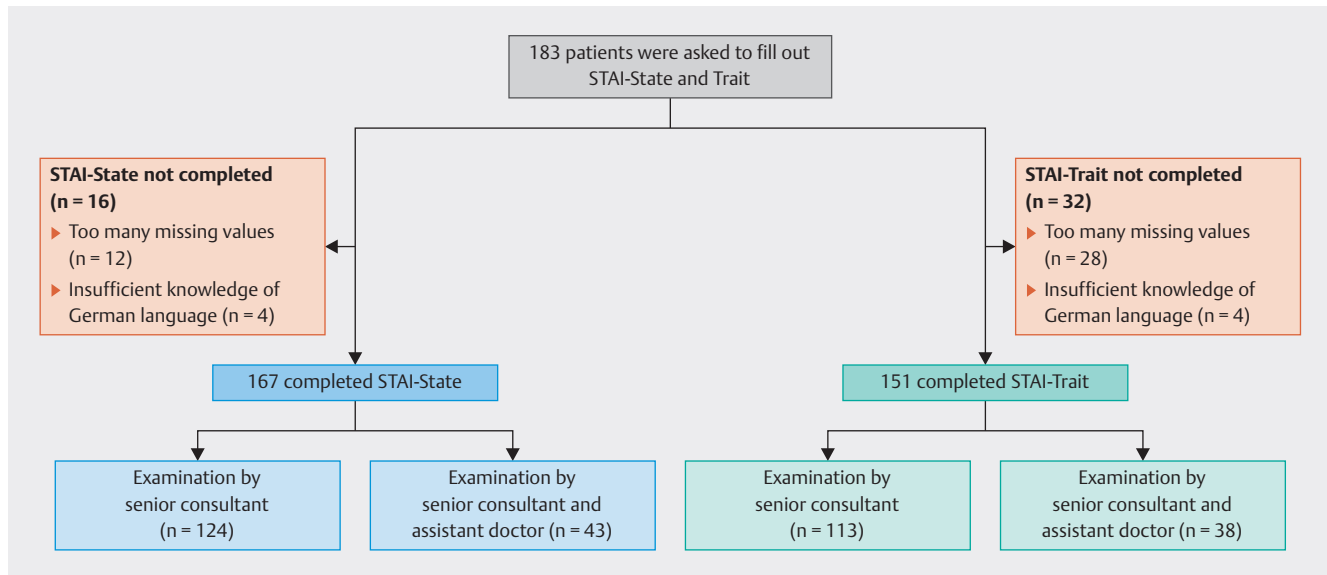 183 patients were asked to fill out
STAI-State and Trait
STAI-State not completed
(n = 16)
▶ Too many missing values
(n = 12)
▶ Insufficient knowledge of
German language (n = 4)
STAI-Trait not completed
(n = 32)
▶ Too many missing values
(n = 28)
▶ Insufficient knowledge of
German language (n = 4)
167 completed STAI-State
151 completed STAI-Trait
Examination by
senior consultant
(n = 124)
Examination by
senior consultant and
assistant doctor (n = 43)
Examination by
senior consultant
(n = 113)
Examination by
senior consultant and
assistant doctor (n = 38)